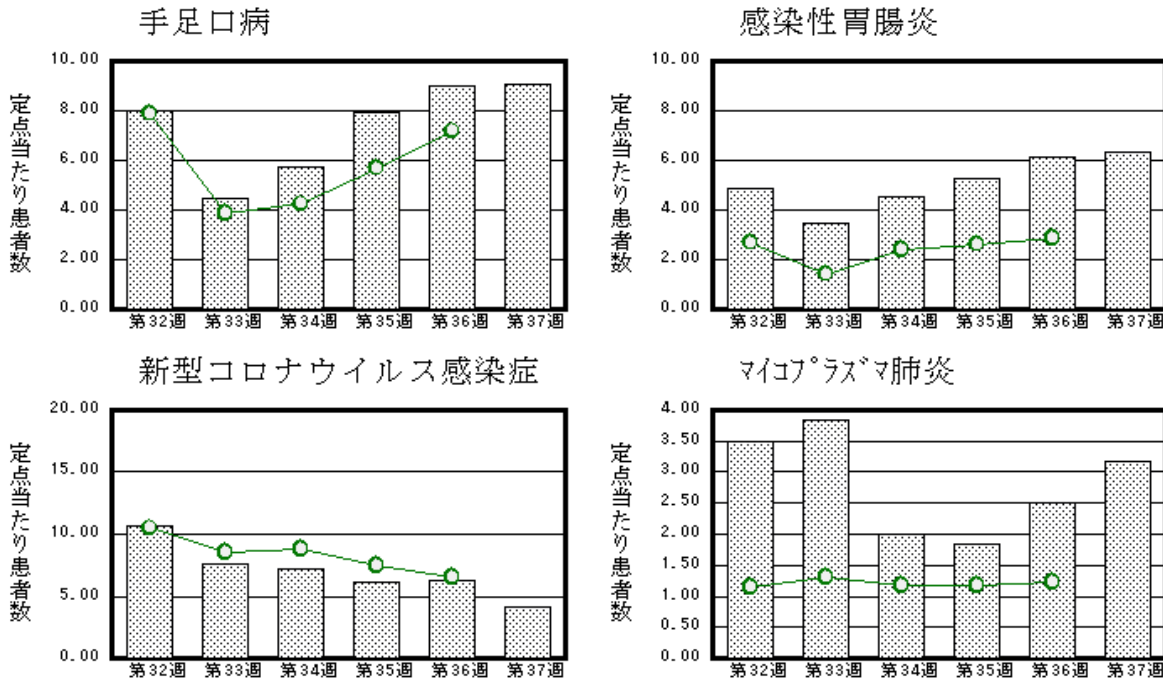 手足口病
定点当たり患者数
10.00
8.00
6.00
4.00
2.00
0.00
第32週 第33週 第34週 第35週 第36週 第37週
感染性胃腸炎
定点当たり患者数
10.00
8.00
6.00
4.00
2.00
0.00
第32週 第33週 第34週 第35週 第36週 第37週
新型コロナウイルス感染症
定点当たり患者数
20.00
15.00
10.00
5.00
0.00
第32週 第33週 第34週 第35週 第36週 第37週
ﾏｲｺﾌﾟﾗｽﾞﾏ肺炎
定点当たり患者数
4.00
3.50
3.00
2.50
2.00
1.50
1.00
0.50
0.00
第32週 第33週 第34週 第35週 第36週 第37週